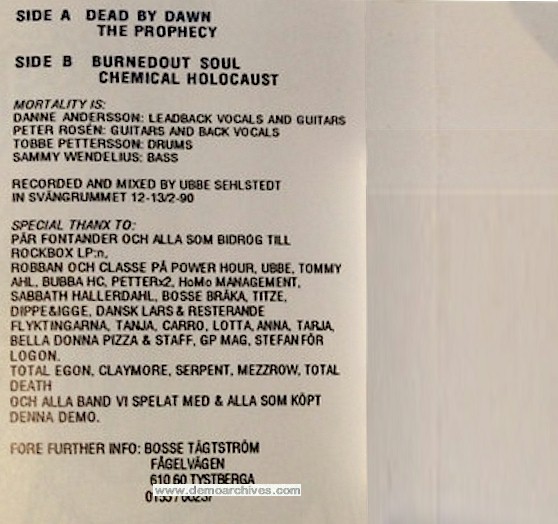 SIDE A DEAD BY DAWN
THE PROPHECY
SIDE B BURNEDOUT SOUL
CHEMICAL HOLOCAUST
MORTALITY IS:
DANNE ANDERSSON: LEADBACK VOCALS AND GUITARS
PETER ROSÉN: GUITARS AND BACK VOCALS
TOBBE PETTERSSON: DRUMS
SAMMY WENDELIUS: BASS
RECORDED AND MIXED BY UBBE SEHLSTEDT
IN SVÄNGRUMMET 12-13/2-90
SPECIAL THANX TO:
PÄR FONTANDER OCH ALLA SOM BIDROG TILL
ROCKBOX LP:n,
ROBBAN OCH CLASSE PÅ POWER HOUR, UBBE, TOMMY
AHL, BUBBA HC, PETTERx2, HoMo MANAGEMENT,
SABBATH HALLERDAHL, BOSSE BRÅKA, TITZE,
DIPPE&IGGE, DANSK LARS & RESTERANDE
FLYKTINGARNA, TANJA, CARRO, LOTTA, ANNA, TARJA,
BELLA DONNA PIZZA & STAFF, GP MAG, STEFAN FÖR
LOGON.
TOTAL EGON, CLAYMORE, SERPENT, MEZZROW, TOTAL
DEATH
OCH ALLA BAND VI SPELAT MED & ALLA SOM KÖPT
DENNA DEMO.
FORE FURTHER INFO: BOSSE TÄGTSTRÖM
FÅGELVÄGEN
610 60 TYSTBERGA
www.demoarchives.com